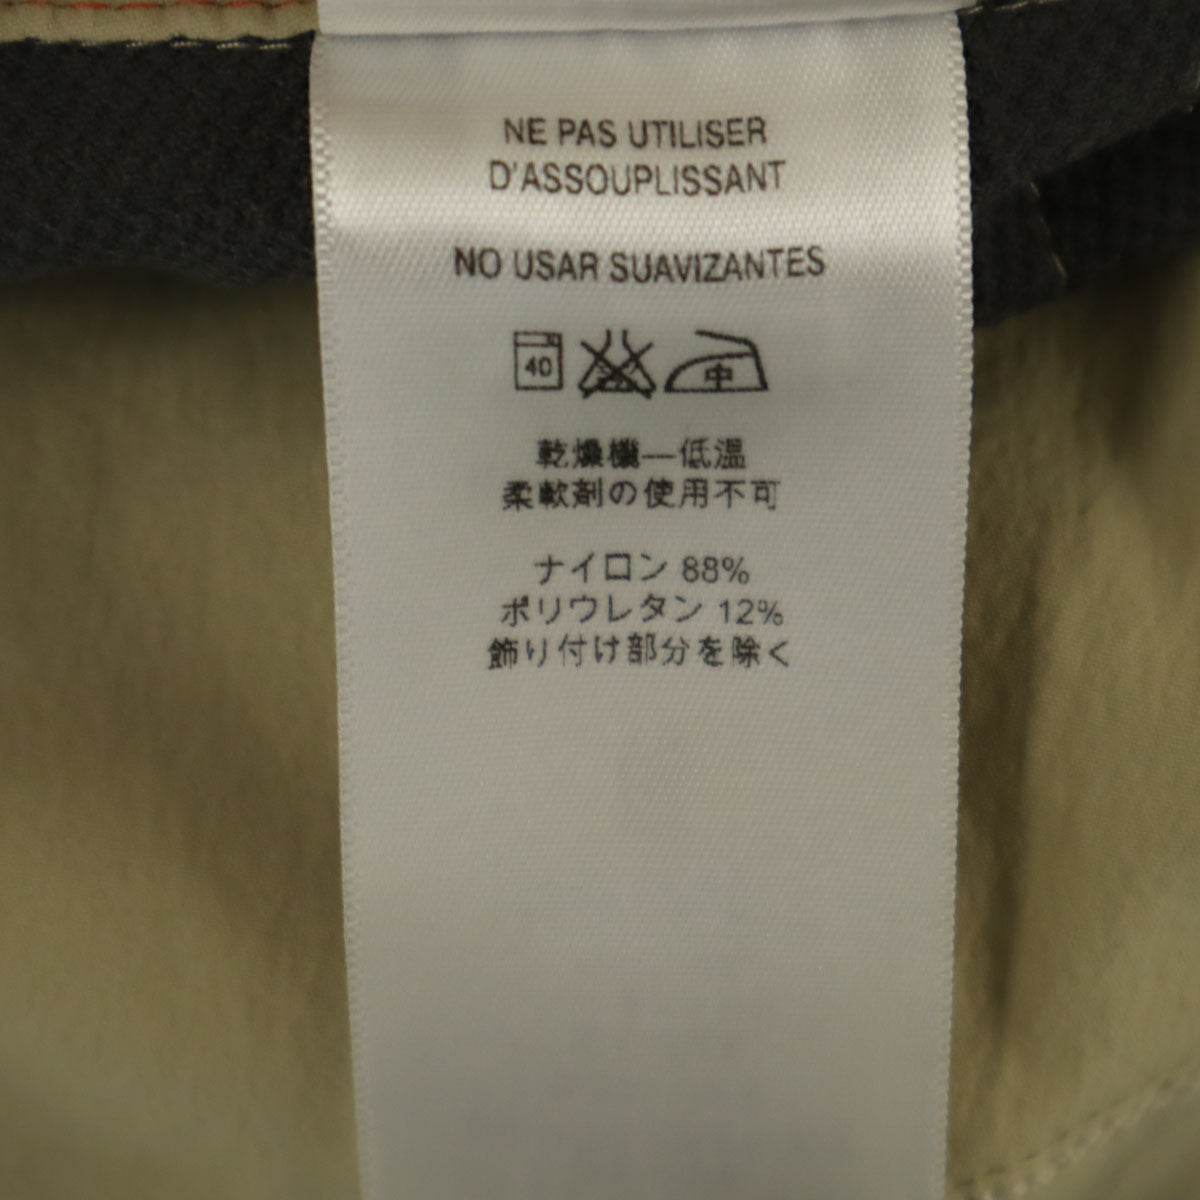 NE PAS UTILISER
D'ASSOUPLISSANT
NO USAR SUAVIZANTES
40 中
乾燥機—低温
柔軟剤の使用不可
ナイロン 88%
ポリウレタン 12%
飾り付け部分を除く